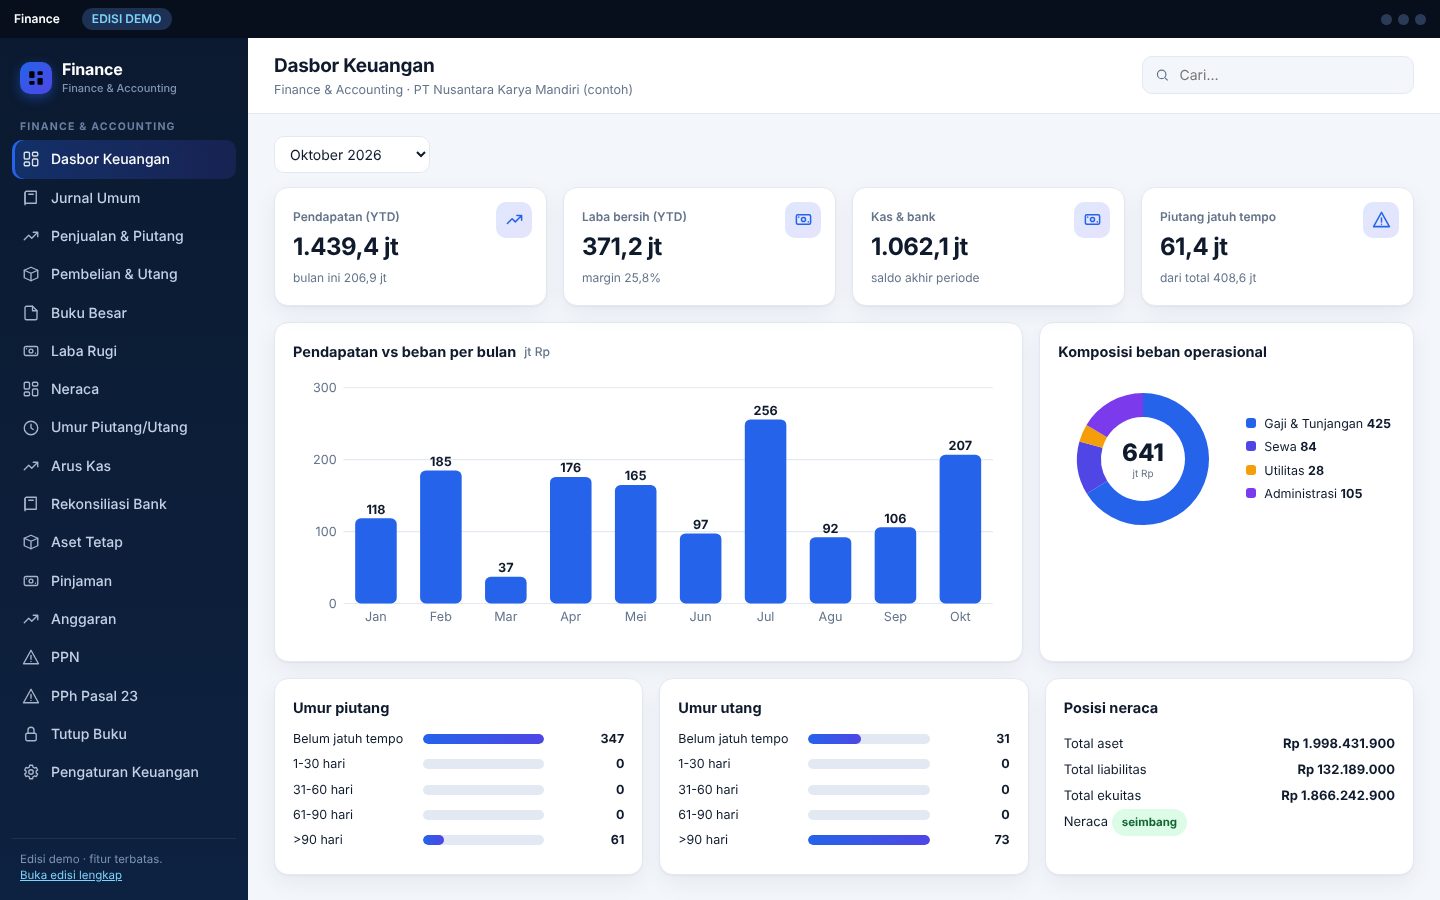 Finance
EDISI DEMO
Finance
Finance & Accounting
FINANCE & ACCOUNTING
Dasbor Keuangan
Jurnal Umum
Penjualan & Piutang
Pembelian & Utang
Buku Besar
Laba Rugi
Neraca
Umur Piutang/Utang
Arus Kas
Rekonsiliasi Bank
Aset Tetap
Pinjaman
Anggaran
PPN
PPh Pasal 23
Tutup Buku
Pengaturan Keuangan
Edisi demo · fitur terbatas.
Buka edisi lengkap
Dasbor Keuangan
Finance & Accounting · PT Nusantara Karya Mandiri (contoh)
Cari...
Oktober 2026
Pendapatan (YTD)
1.439,4 jt
bulan ini 206,9 jt
Laba bersih (YTD)
371,2 jt
margin 25,8%
Kas & bank
1.062,1 jt
saldo akhir periode
Piutang jatuh tempo
61,4 jt
dari total 408,6 jt
Pendapatan vs beban per bulan jt Rp
300
200
100
0
118
185
37
176
165
97
256
92
106
207
Jan
Feb
Mar
Apr
Mei
Jun
Jul
Agu
Sep
Okt
Komposisi beban operasional
641
jt Rp
Gaji & Tunjangan 425
Sewa 84
Utilitas 28
Administrasi 105
Umur piutang
Belum jatuh tempo 347
1-30 hari 0
31-60 hari 0
61-90 hari 0
>90 hari 61
Umur utang
Belum jatuh tempo 31
1-30 hari 0
31-60 hari 0
61-90 hari 0
>90 hari 73
Posisi neraca
Total aset Rp 1.998.431.900
Total liabilitas Rp 132.189.000
Total ekuitas Rp 1.866.242.900
Neraca seimbang